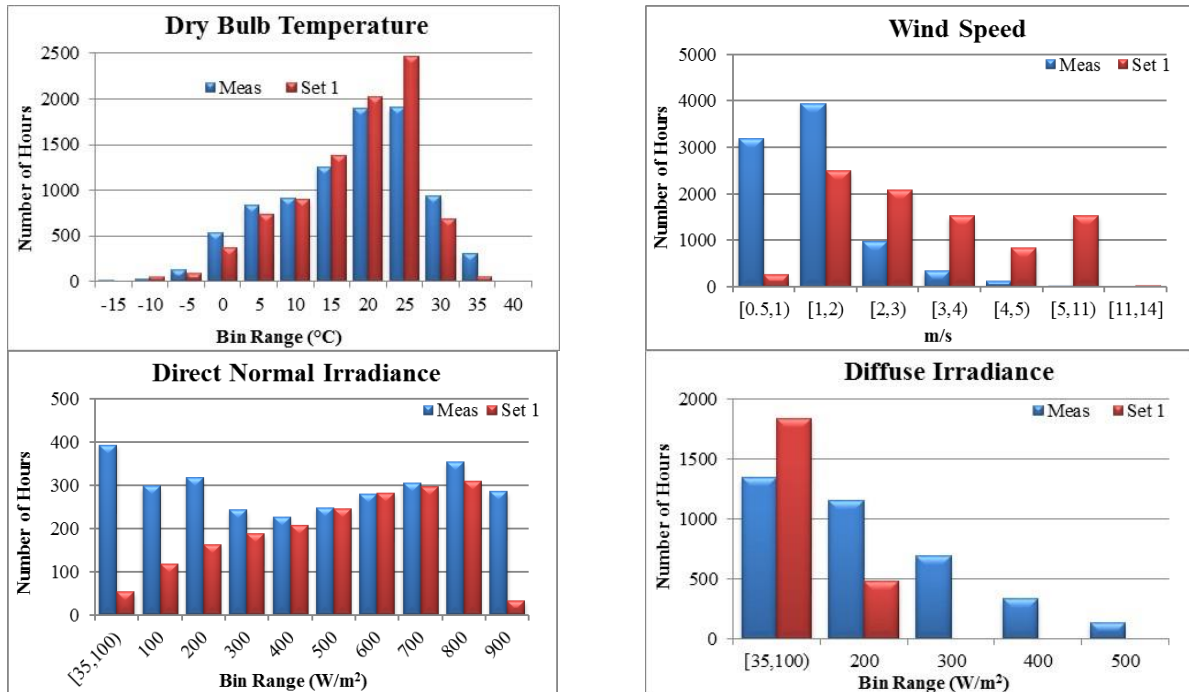 Dry Bulb Temperature
Number of Hours
2500
2000
1500
1000
500
0
Meas Set 1
-15 -10 -5 0 5 10 15 20 25 30 35 40
Bin Range (°C)
Wind Speed
Number of Hours
5000
4000
3000
2000
1000
0
Meas Set 1
[0.5,1) [1,2) [2,3) [3,4) [4,5) [5,11) [11,14]
m/s
Direct Normal Irradiance
Number of Hours
500
400
300
200
100
0
Meas Set 1
[35,100) 100 200 300 400 500 600 700 800 900
Bin Range (W/m²)
Diffuse Irradiance
Number of Hours
2000
1500
1000
500
0
Meas Set 1
[35,100) 200 300 400 500
Bin Range (W/m²)